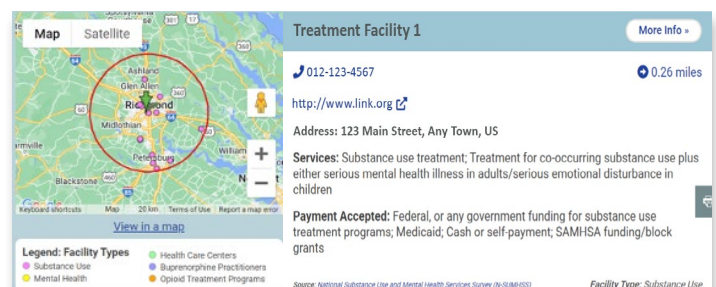 Map Satellite
Ashland
Glen Allen
Richmond
Midlothian
Petersburg
Blackstone
William
Keyboard shortcuts Map 20 km Terms of Use Report a map error
View in a map
Legend: Facility Types
Substance Use
Mental Health
Health Care Centers
Buprenorphine Practitioners
Opioid Treatment Programs
Treatment Facility 1
More Info »
012-123-4567
0.26 miles
http://www.link.org
Address: 123 Main Street, Any Town, US
Services: Substance use treatment; Treatment for co-occurring substance use plus
either serious mental health illness in adults/serious emotional disturbance in
children
Payment Accepted: Federal, or any government funding for substance use
treatment programs; Medicaid; Cash or self-payment; SAMHSA funding/block
grants
Source: National Substance Use and Mental Health Services Survey (N-SUMHSS)
Facility Type: Substance Use